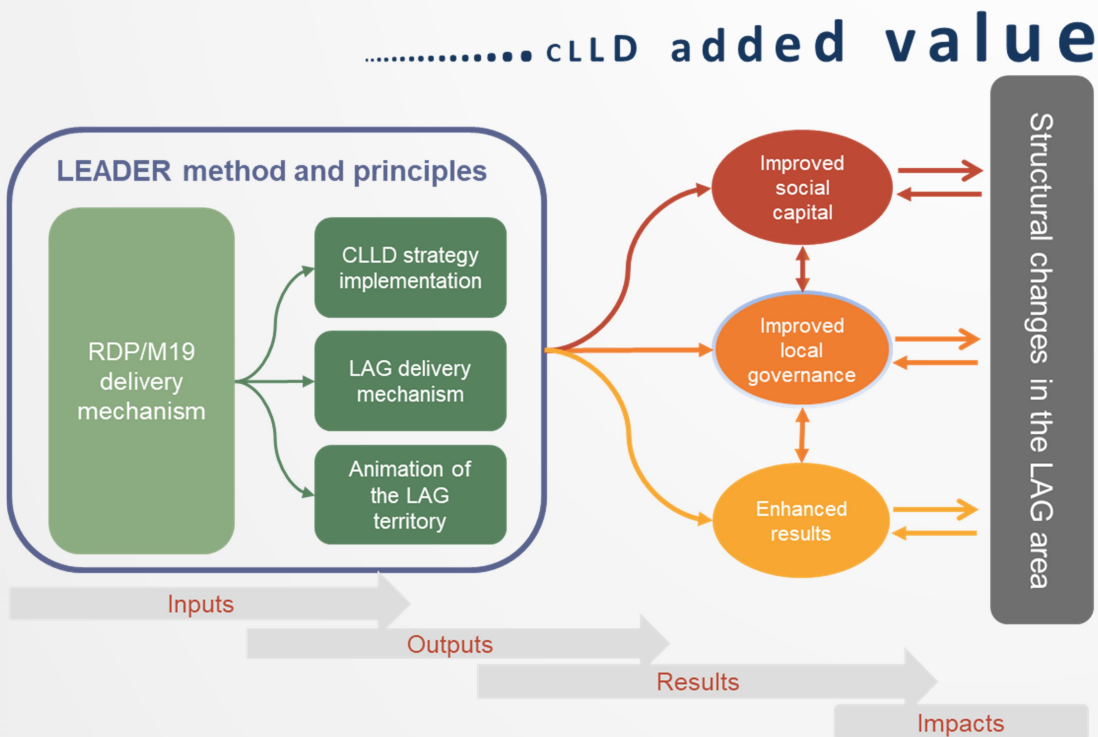 ............ cLLD added value
LEADER method and principles
RDP/M19
delivery
mechanism
CLLD strategy
implementation
LAG delivery
mechanism
Animation of
the LAG
territory
Improved
social
capital
Improved
local
governance
Enhanced
results
Structural changes in the LAG area
Inputs
Outputs
Results
Impacts